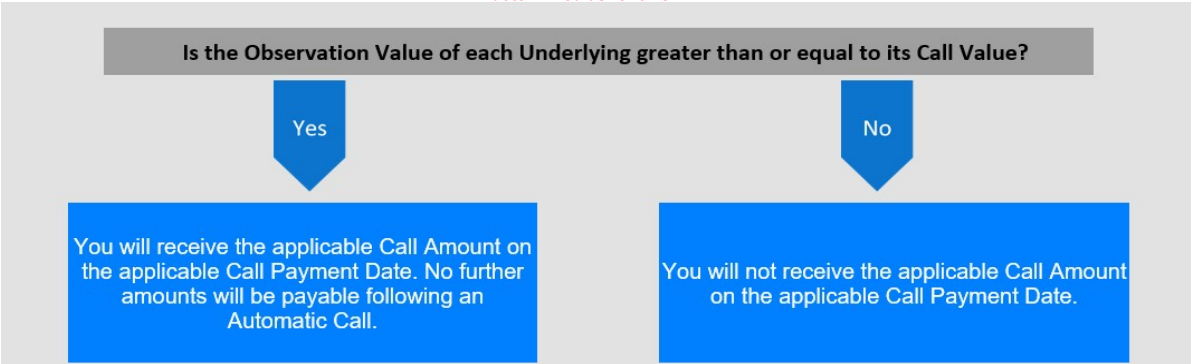 Is the Observation Value of each Underlying greater than or equal to its Call Value?
Yes
No
You will receive the applicable Call Amount on
the applicable Call Payment Date. No further
amounts will be payable following an
Automatic Call.
You will not receive the applicable Call Amount
on the applicable Call Payment Date.